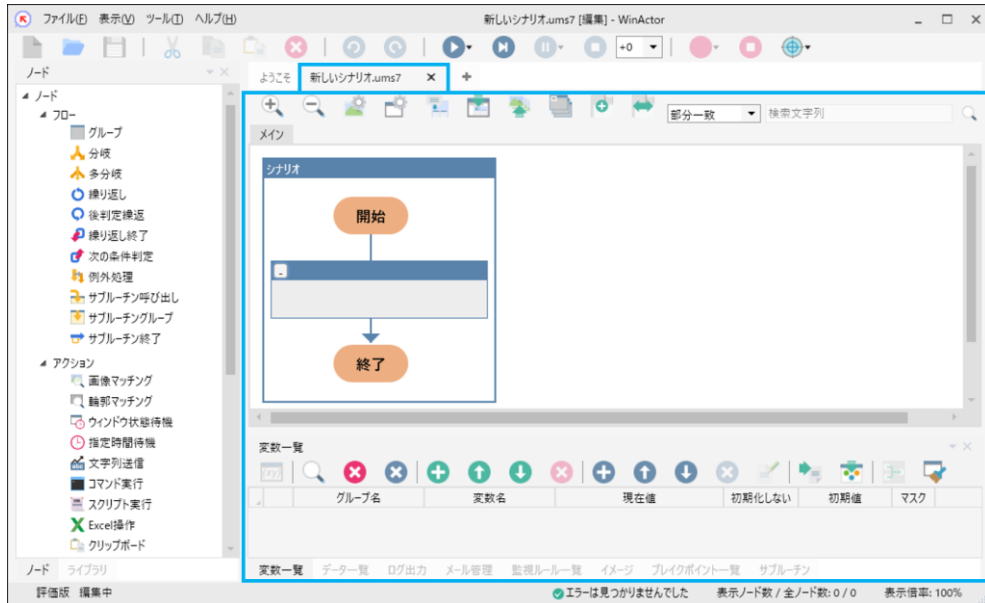 ファイル(F) 表示(V) ツール(T) ヘルプ(H)
新しいシナリオ.ums7 [編集] - WinActor
+0
ノード
ようこそ 新しいシナリオ.ums7
ノード
フロー
グループ
分岐
多分岐
繰り返し
後判定繰返
繰り返し終了
次の条件判定
例外処理
サブルーチン呼び出し
サブルーチングループ
サブルーチン終了
アクション
画像マッチング
輪郭マッチング
ウィンドウ状態待機
指定時間待機
文字列送信
コマンド実行
スクリプト実行
Excel操作
クリップボード
ノード ライブラリ
部分一致 検索文字列
メイン
シナリオ
開始
終了
変数一覧
グループ名 変数名 現在値 初期化しない 初期値 マスク
変数一覧 データ一覧 ログ出力 メール管理 監視ルール一覧 イメージ ブレイクポイント一覧 サブルーチン
評価版 編集中
エラーは見つかりませんでした 表示ノード数 / 全ノード数: 0 / 0 表示倍率: 100%